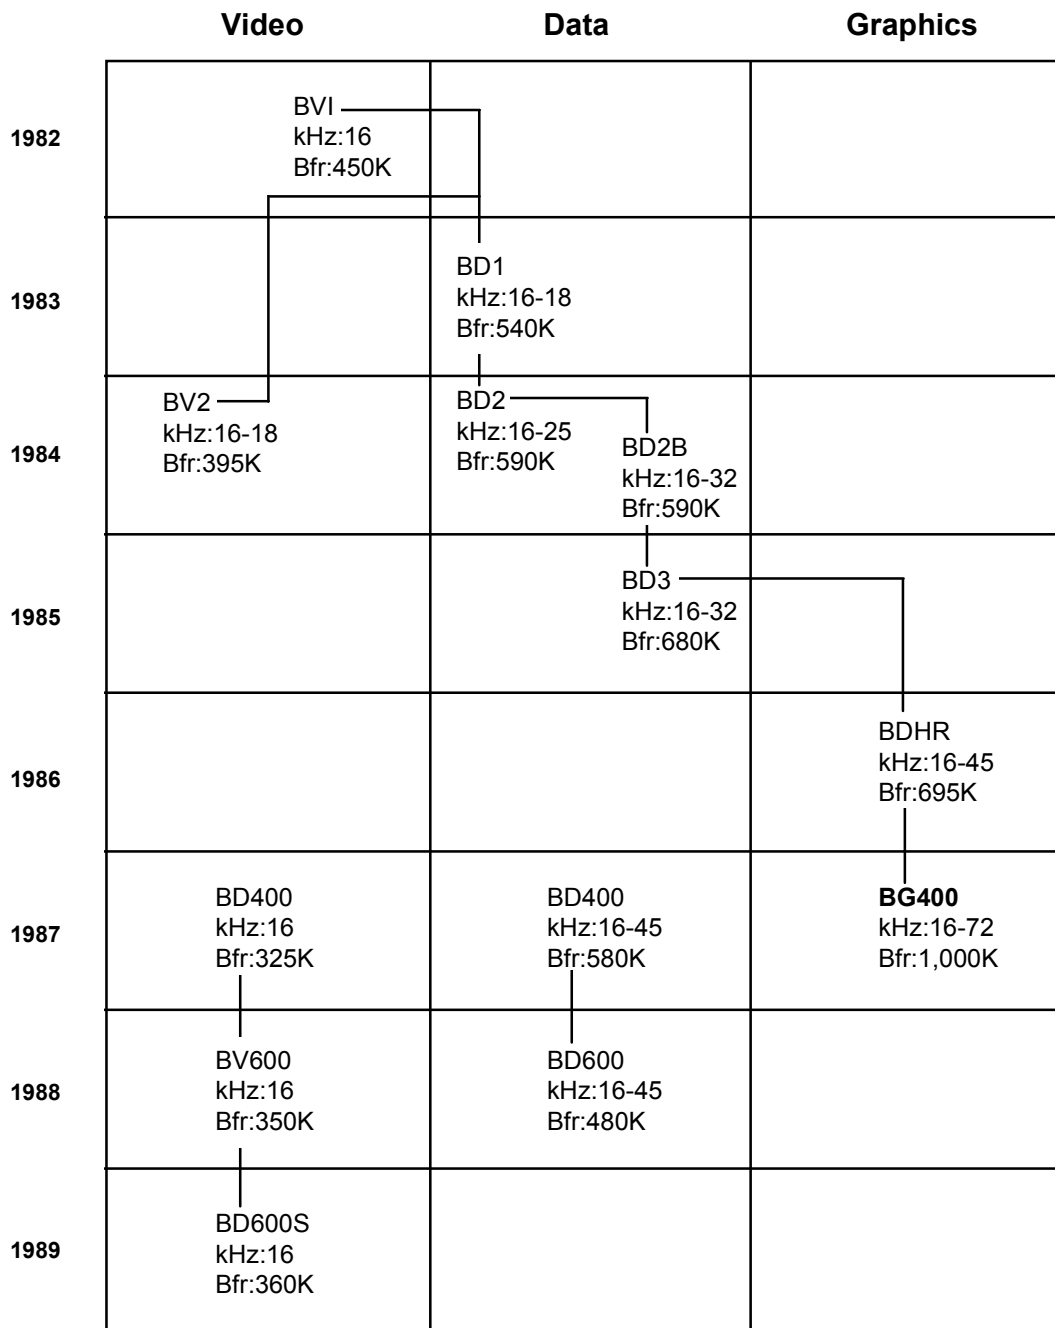 Video Data Graphics
1982
BVI
kHz:16
Bfr:450K
1983
BD1
kHz:16-18
Bfr:540K
1984
BV2
kHz:16-18
Bfr:395K
BD2
kHz:16-25
Bfr:590K
BD2B
kHz:16-32
Bfr:590K
1985
BD3
kHz:16-32
Bfr:680K
1986
BDHR
kHz:16-45
Bfr:695K
1987
BD400
kHz:16
Bfr:325K
BD400
kHz:16-45
Bfr:580K
BG400
kHz:16-72
Bfr:1,000K
1988
BV600
kHz:16
Bfr:350K
BD600
kHz:16-45
Bfr:480K
1989
BD600S
kHz:16
Bfr:360K